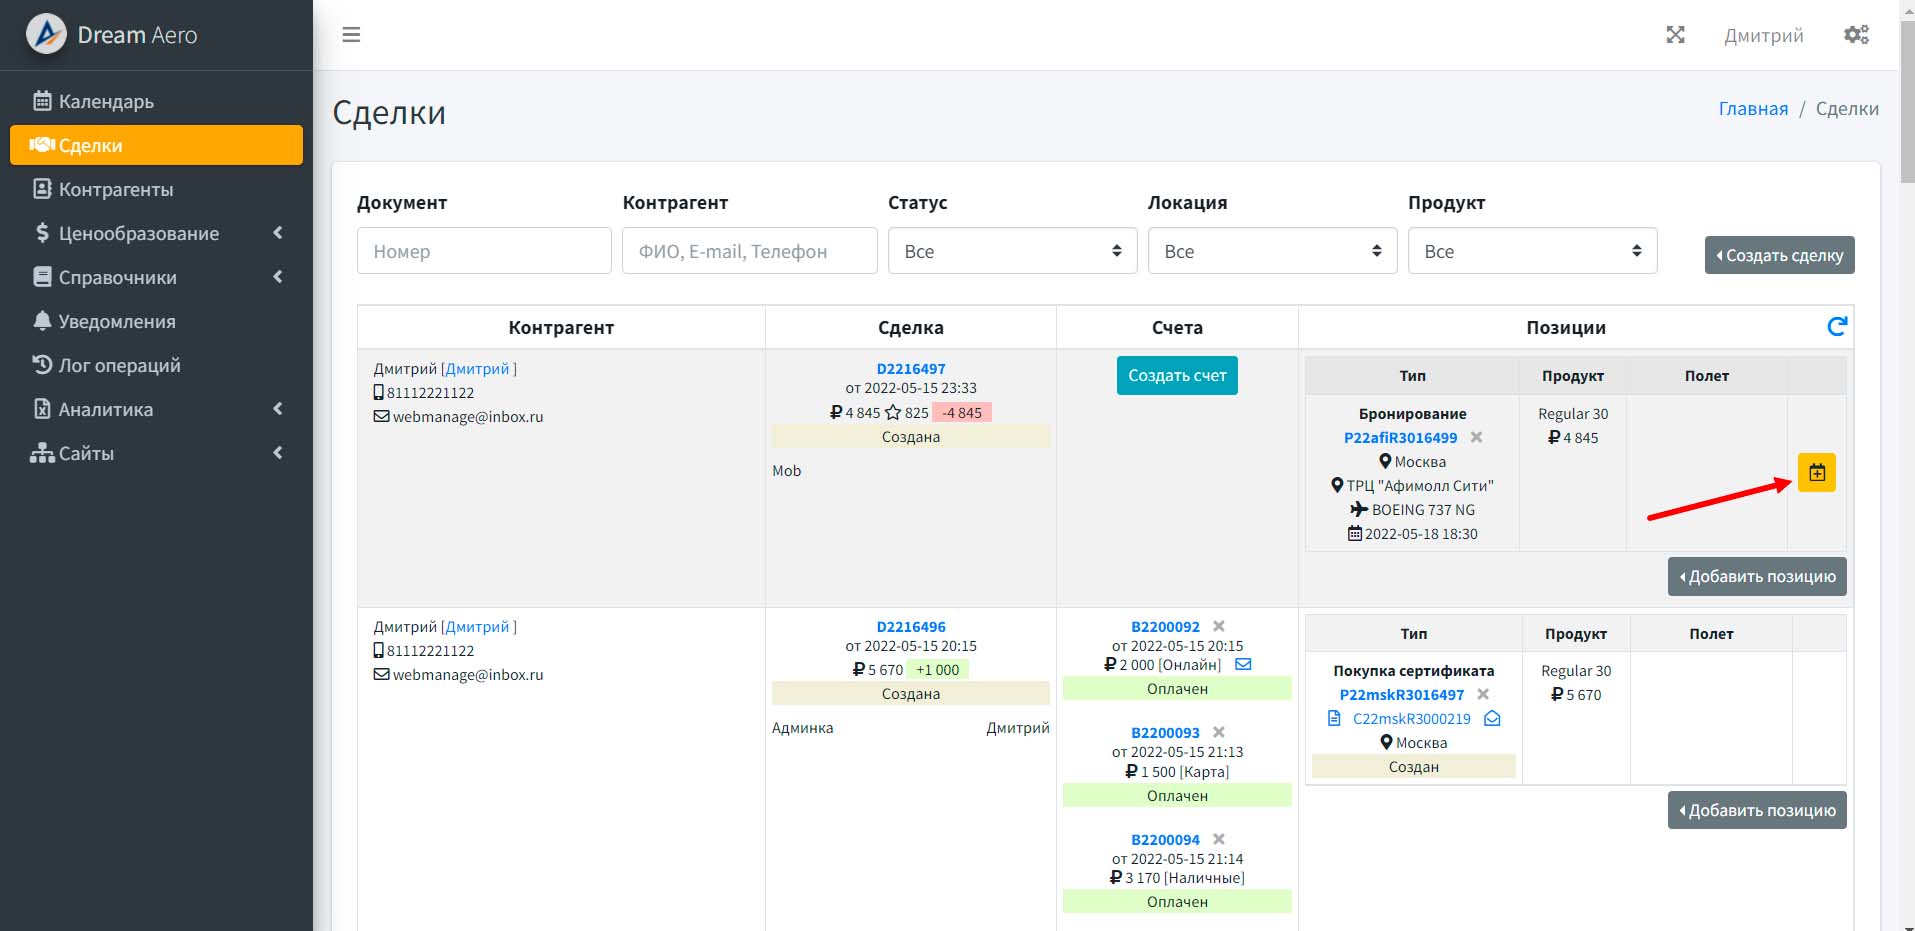 Dream Aero
Дмитрий
Календарь
Сделки
Контрагенты
Ценообразование
Справочники
Уведомления
Лог операций
Аналитика
Сайты
Сделки
Главная / Сделки
Документ
Контрагент
Статус
Локация
Продукт
Номер
ФИО, E-mail, Телефон
Все
Все
Все
Создать сделку
Контрагент
Сделка
Счета
Позиции
Дмитрий [Дмитрий ]
81112221122
webmanage@inbox.ru
D2216497
от 2022-05-15 23:33
₽ 4 845 825 -4 845
Создана
Mob
Создать счет
Тип
Продукт
Полет
Бронирование
P22afiR3016499
Москва
ТРЦ "Афимолл Сити"
BOEING 737 NG
2022-05-18 18:30
Regular 30
₽ 4 845
Добавить позицию
Дмитрий [Дмитрий ]
81112221122
webmanage@inbox.ru
D2216496
от 2022-05-15 20:15
₽ 5 670 +1 000
Создана
Админка
Дмитрий
B2200092
от 2022-05-15 20:15
₽ 2 000 [Онлайн]
Оплачен
B2200093
от 2022-05-15 21:13
₽ 1 500 [Карта]
Оплачен
B2200094
от 2022-05-15 21:14
₽ 3 170 [Наличные]
Оплачен
Тип
Продукт
Полет
Покупка сертификата
P22mskR3016497
C22mskR3000219
Москва
Создан
Regular 30
₽ 5 670
Добавить позицию